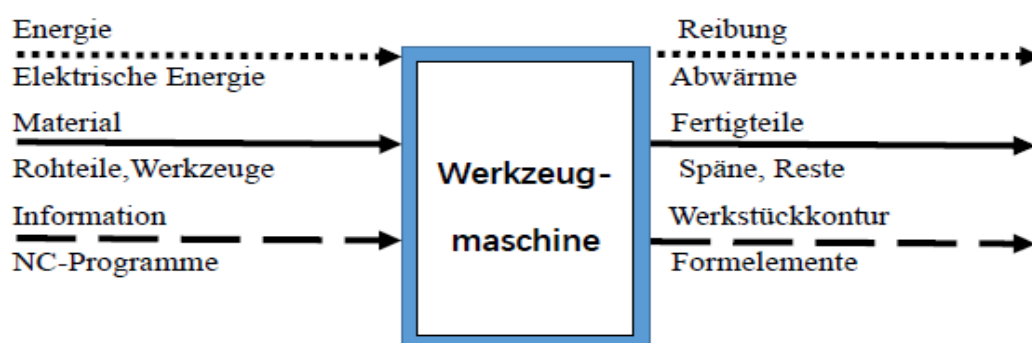 Energie
Elektrische Energie
Material
Rohteile,Werkzeuge
Information
NC-Programme
Werkzeug-
maschine
Reibung
Abwärme
Fertigteile
Späne, Reste
Werkstückkontur
Formelemente